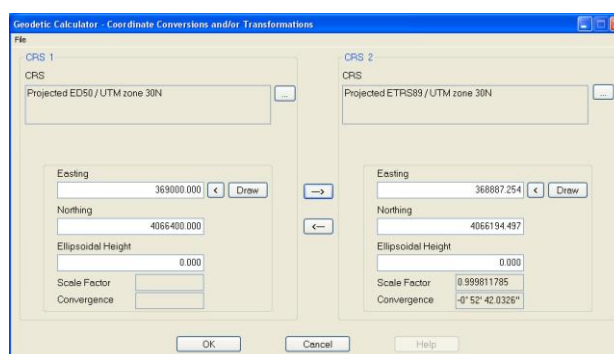 Geodetic Calculator - Coordinate Conversions and/or Transformations
File
CRS 1
CRS
Projected ED50 / UTM zone 30N
...
Easting
369000.000 < Draw
Northing
4066400.000
Ellipsoidal Height
0.000
Scale Factor
Convergence
-->
<--
CRS 2
CRS
Projected ETRS89 / UTM zone 30N
...
Easting
368887.254 < Draw
Northing
4066194.497
Ellipsoidal Height
0.000
Scale Factor 0.999811785
Convergence -0° 52' 42.0326"
OK Cancel Help